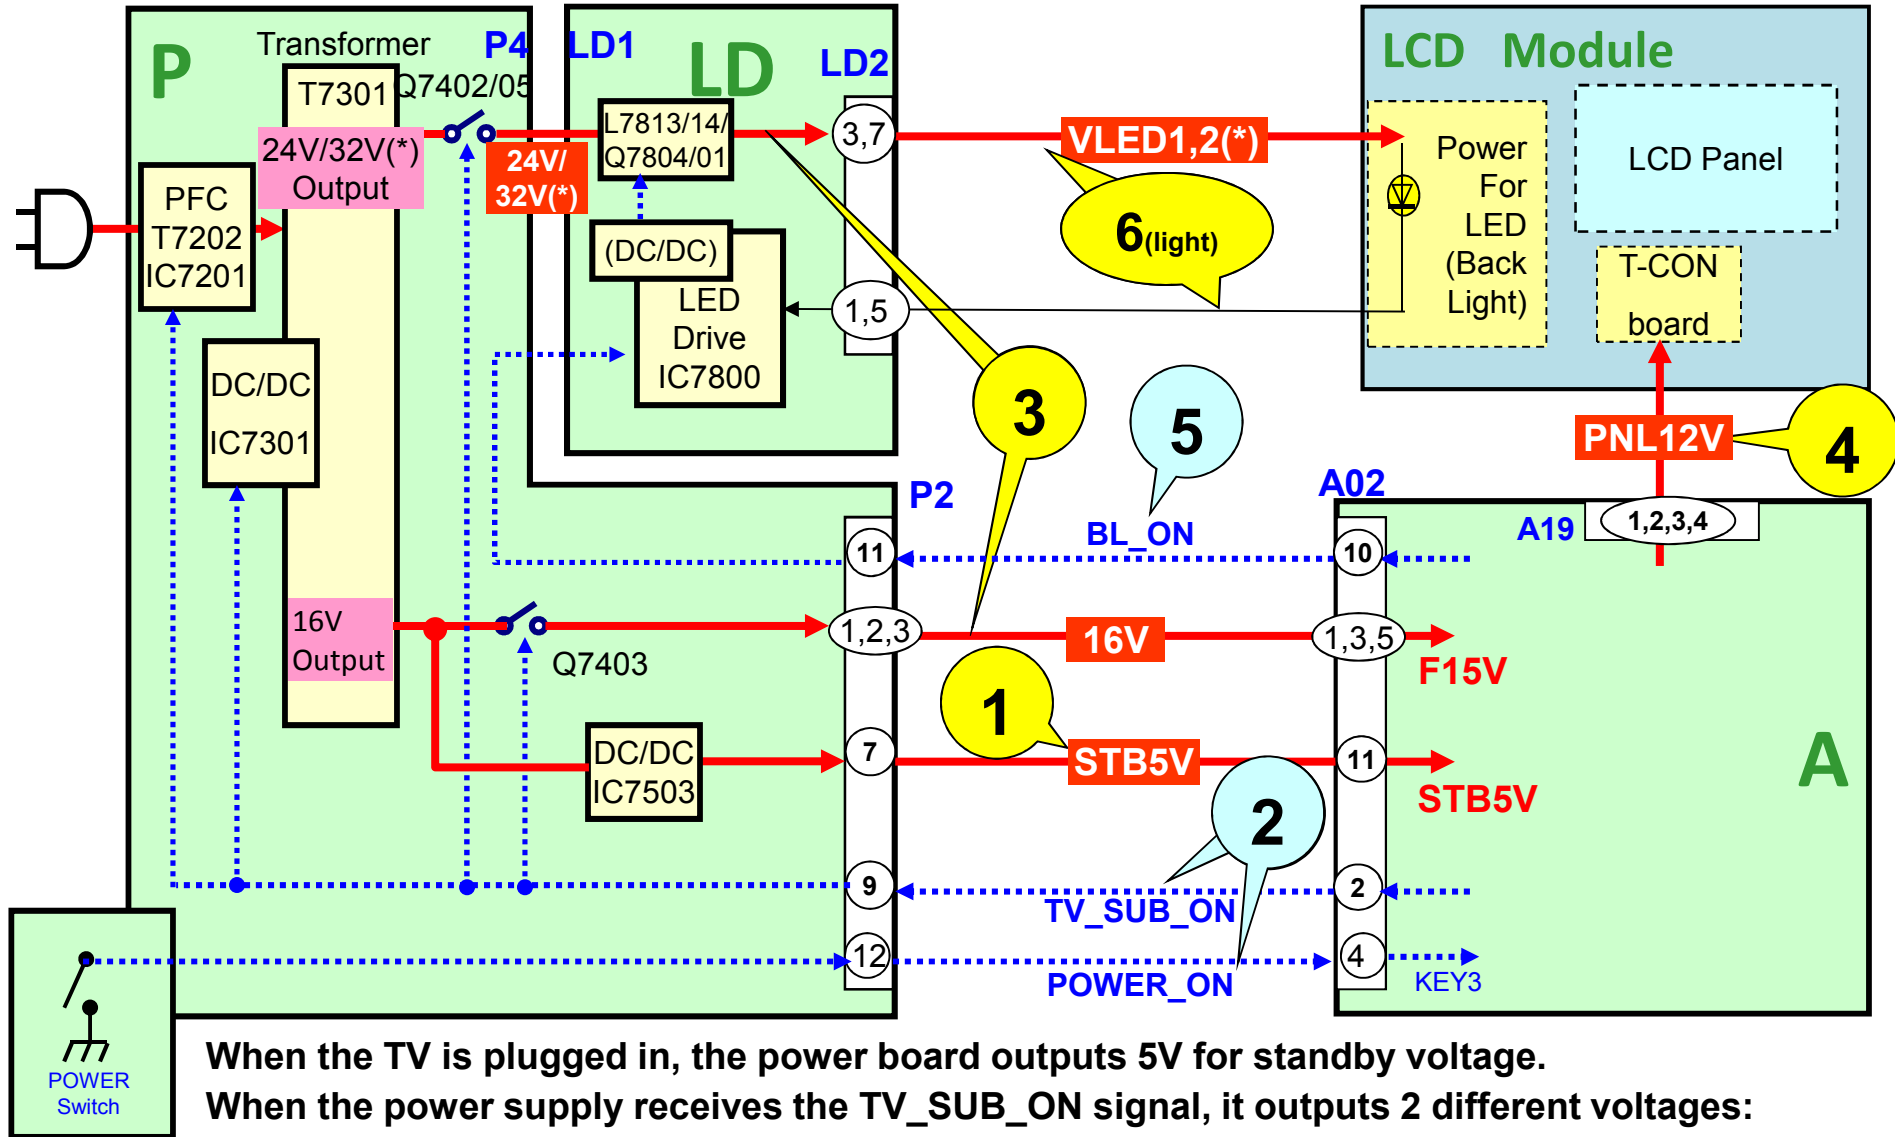 P
Transformer
P4
LD1
LD
LD2
LCD Module
T7301
Q7402/05
24V/32V(*)
Output
24V/
32V(*)
L7813/14/
Q7804/01
3,7
VLED1,2(*)
Power
For
LED
(Back
Light)
LCD Panel
PFC
T7202
IC7201
(DC/DC)
LED
Drive
IC7800
6(light)
1,5
T-CON
board
DC/DC
IC7301
3
5
PNL12V
4
P2
A02
A19
1,2,3,4
11
BL_ON
10
16V
Output
Q7403
1,2,3
16V
1,3,5
F15V
1
DC/DC
IC7503
7
STB5V
11
STB5V
A
2
9
TV_SUB_ON
2
12
POWER_ON
4
KEY3
POWER
Switch
When the TV is plugged in, the power board outputs 5V for standby voltage.
When the power supply receives the TV_SUB_ON signal, it outputs 2 different voltages: